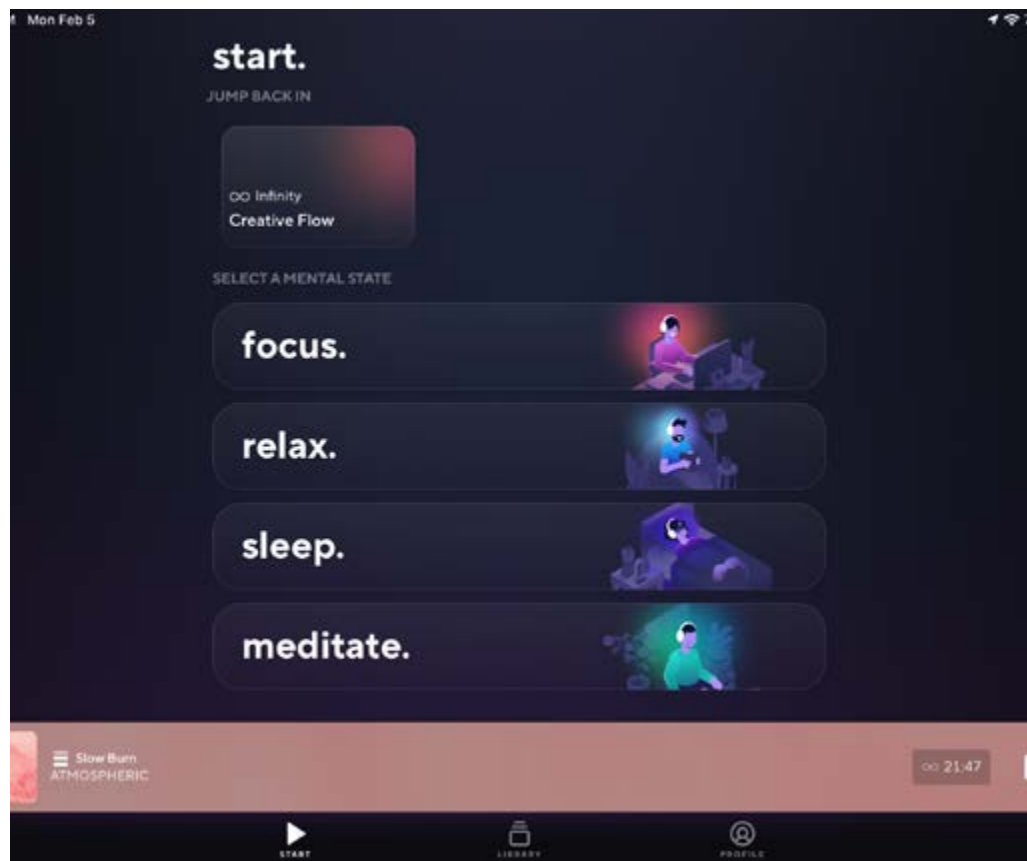 Mon Feb 5
start.
JUMP BACK IN
∞ Infinity
Creative Flow
SELECT A MENTAL STATE
focus.
relax.
sleep.
meditate.
Slow Burn
ATMOSPHERIC
∞ 21:47
START
LIBRARY
PROFILE